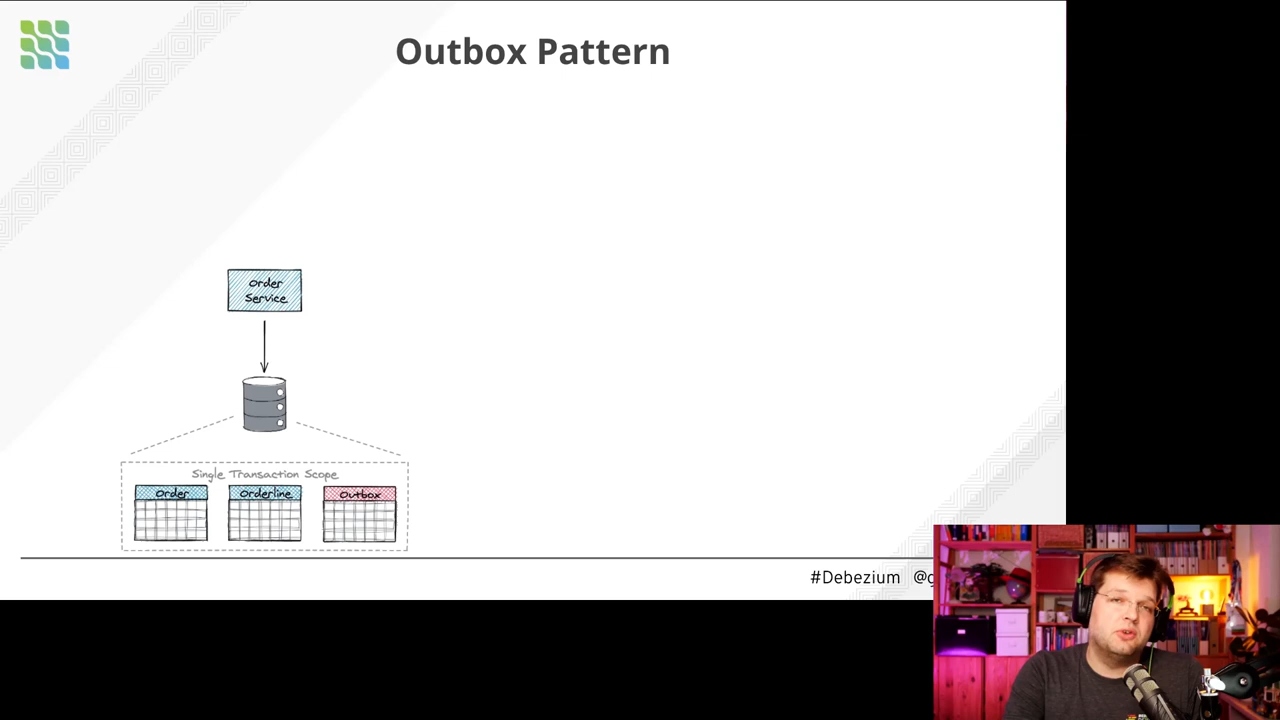 Outbox Pattern
Order
Service
Single Transaction Scope
Order
Orderline
Outbox
#Debezium @g